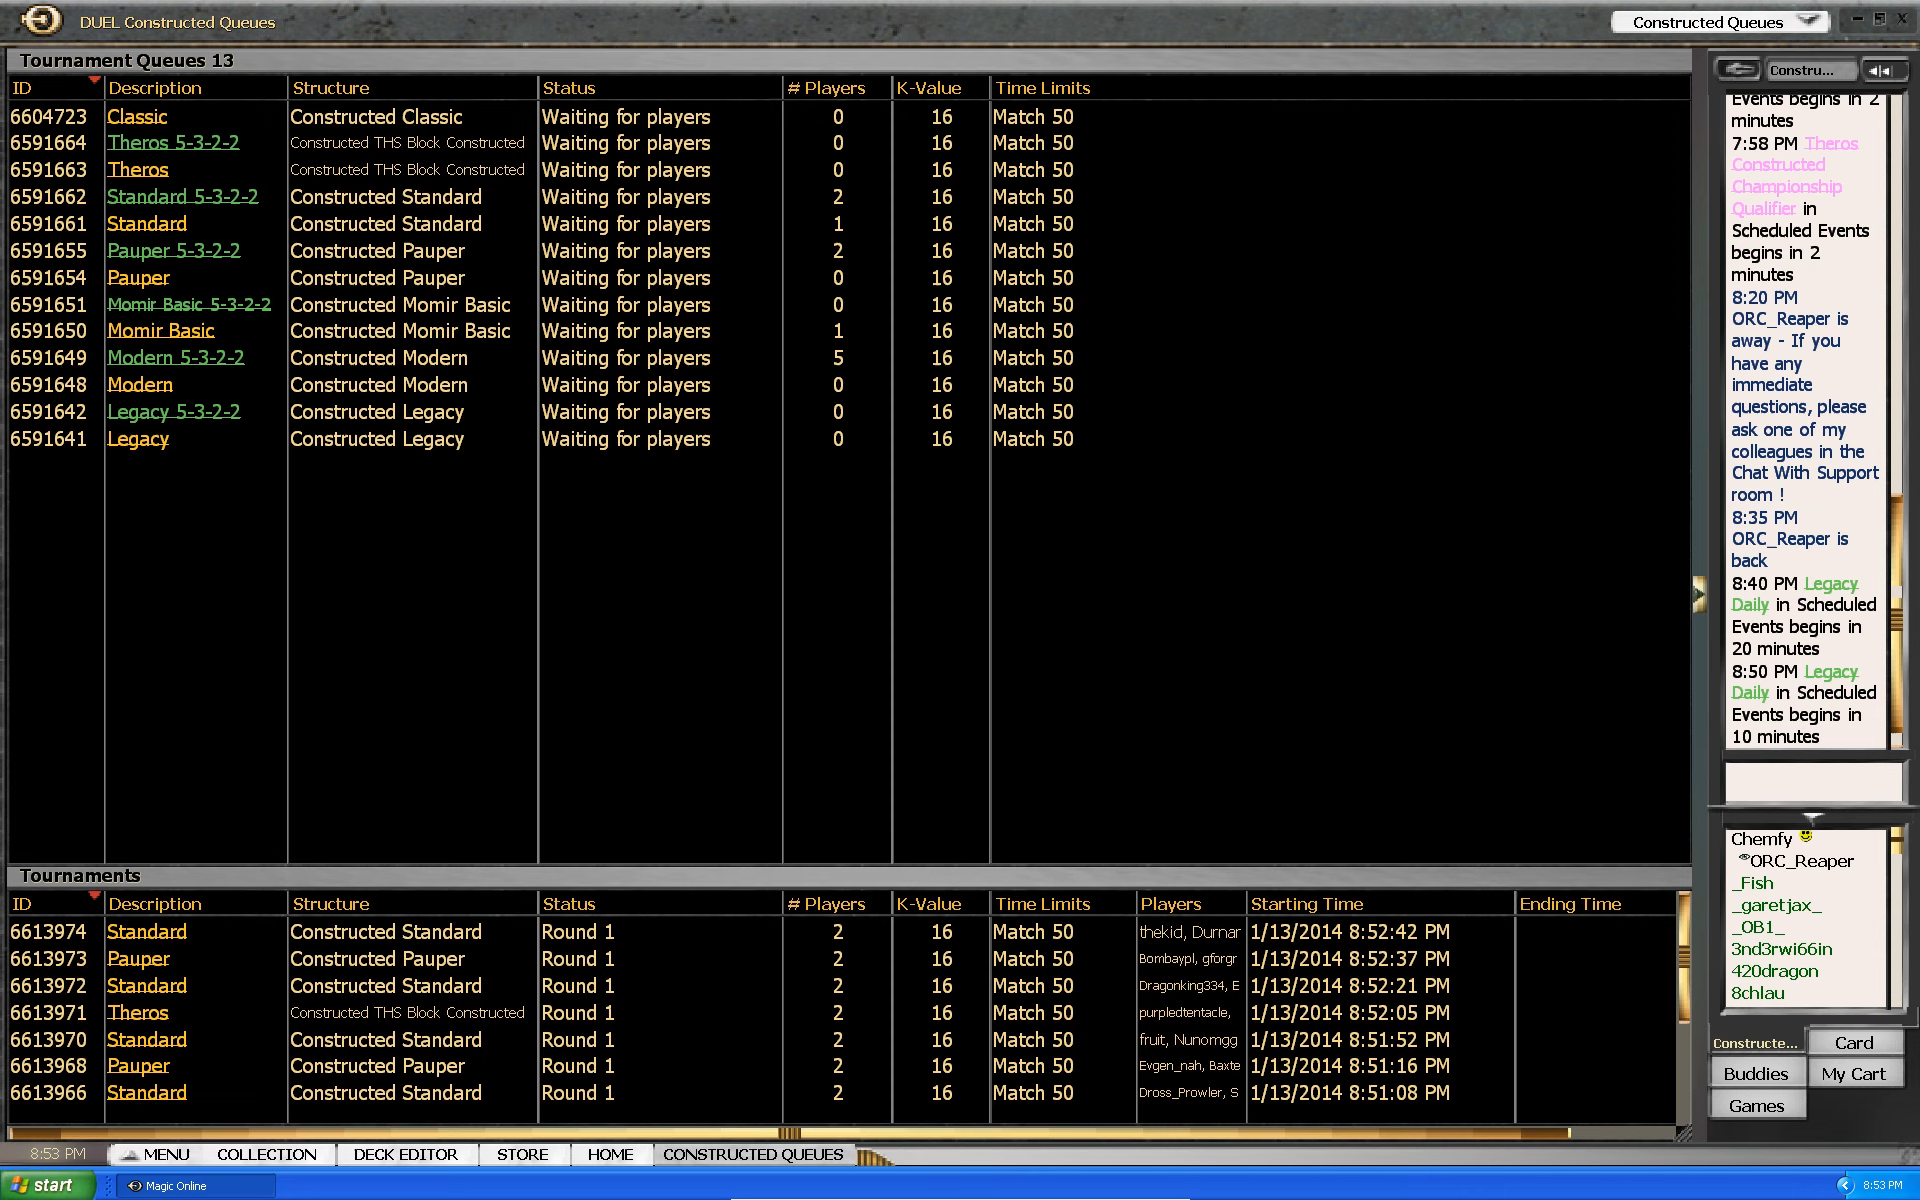 DUEL Constructed Queues
Constructed Queues
Tournament Queues 13
ID Description Structure Status # Players K-Value Time Limits
6604723 Classic Constructed Classic Waiting for players 0 16 Match 50
6591664 Theros 5-3-2-2 Constructed THS Block Constructed Waiting for players 0 16 Match 50
6591663 Theros Constructed THS Block Constructed Waiting for players 0 16 Match 50
6591662 Standard 5-3-2-2 Constructed Standard Waiting for players 2 16 Match 50
6591661 Standard Constructed Standard Waiting for players 1 16 Match 50
6591655 Pauper 5-3-2-2 Constructed Pauper Waiting for players 2 16 Match 50
6591654 Pauper Constructed Pauper Waiting for players 0 16 Match 50
6591651 Momir Basic 5-3-2-2 Constructed Momir Basic Waiting for players 0 16 Match 50
6591650 Momir Basic Constructed Momir Basic Waiting for players 1 16 Match 50
6591649 Modern 5-3-2-2 Constructed Modern Waiting for players 5 16 Match 50
6591648 Modern Constructed Modern Waiting for players 0 16 Match 50
6591642 Legacy 5-3-2-2 Constructed Legacy Waiting for players 0 16 Match 50
6591641 Legacy Constructed Legacy Waiting for players 0 16 Match 50
Tournaments
ID Description Structure Status # Players K-Value Time Limits Players Starting Time Ending Time
6613974 Standard Constructed Standard Round 1 2 16 Match 50 thekid, Durnar 1/13/2014 8:52:42 PM
6613973 Pauper Constructed Pauper Round 1 2 16 Match 50 Bombaypl, gforgr 1/13/2014 8:52:37 PM
6613972 Standard Constructed Standard Round 1 2 16 Match 50 Dragonking334, E 1/13/2014 8:52:21 PM
6613971 Theros Constructed THS Block Constructed Round 1 2 16 Match 50 purpledtentacle, 1/13/2014 8:52:05 PM
6613970 Standard Constructed Standard Round 1 2 16 Match 50 fruit, Nunomgg 1/13/2014 8:51:52 PM
6613968 Pauper Constructed Pauper Round 1 2 16 Match 50 Evgen_nah, Baxte 1/13/2014 8:51:16 PM
6613966 Standard Constructed Standard Round 1 2 16 Match 50 Dross_Prowler, S 1/13/2014 8:51:08 PM
Constru...
Events begins in 2
minutes
7:58 PM Theros
Constructed
Championship
Qualifier in
Scheduled Events
begins in 2
minutes
8:20 PM
ORC_Reaper is
away - If you
have any
immediate
questions, please
ask one of my
colleagues in the
Chat With Support
room !
8:35 PM
ORC_Reaper is
back
8:40 PM Legacy
Daily in Scheduled
Events begins in
20 minutes
8:50 PM Legacy
Daily in Scheduled
Events begins in
10 minutes
Chemfy
ORC_Reaper
_Fish
_garetjax_
_OB1_
3nd3rwi66in
420dragon
8chlau
Constructe... Card
Buddies My Cart
Games
8:53 PM MENU COLLECTION DECK EDITOR STORE HOME CONSTRUCTED QUEUES
start Magic Online 8:53 PM